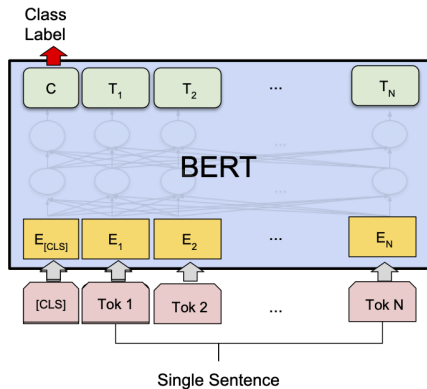 Class
Label
C T1 T2 ... TN
...
BERT
...
E[CLS] E1 E2 ... EN
[CLS] Tok 1 Tok 2 ... Tok N
Single Sentence